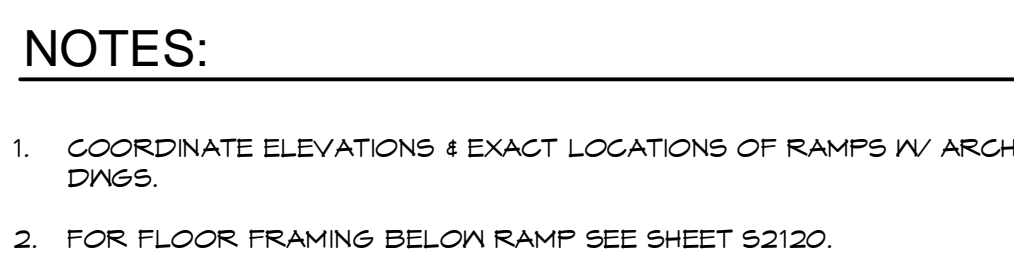 NOTES:
1. COORDINATE ELEVATIONS & EXACT LOCATIONS OF RAMPS W/ ARCH
DWGS.
2. FOR FLOOR FRAMING BELOW RAMP SEE SHEET S2120.